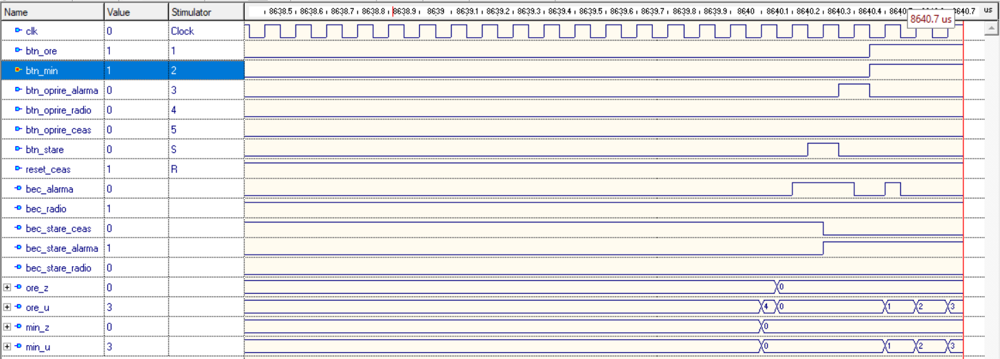 Name Value Stimulator 8638.5 8638.6 8638.7 8638.8 8638.9 8639 8639.1 8639.2 8639.3 8639.4 8639.5 8639.6 8639.7 8639.8 8639.9 8640 8640.1 8640.2 8640.3 8640.4 8640.7 us
8640.7 us
clk 0 Clock
btn_ore 1 1
btn_min 1 2
btn_oprire_alarma 0 3
btn_oprire_radio 0 4
btn_oprire_ceas 0 5
btn_stare 0 S
reset_ceas 1 R
bec_alarma 0
bec_radio 1
bec_stare_ceas 0
bec_stare_alarma 1
bec_stare_radio 0
ore_z 0 0
ore_u 3 4 0 1 2 3
min_z 0 0
min_u 3 0 1 2 3